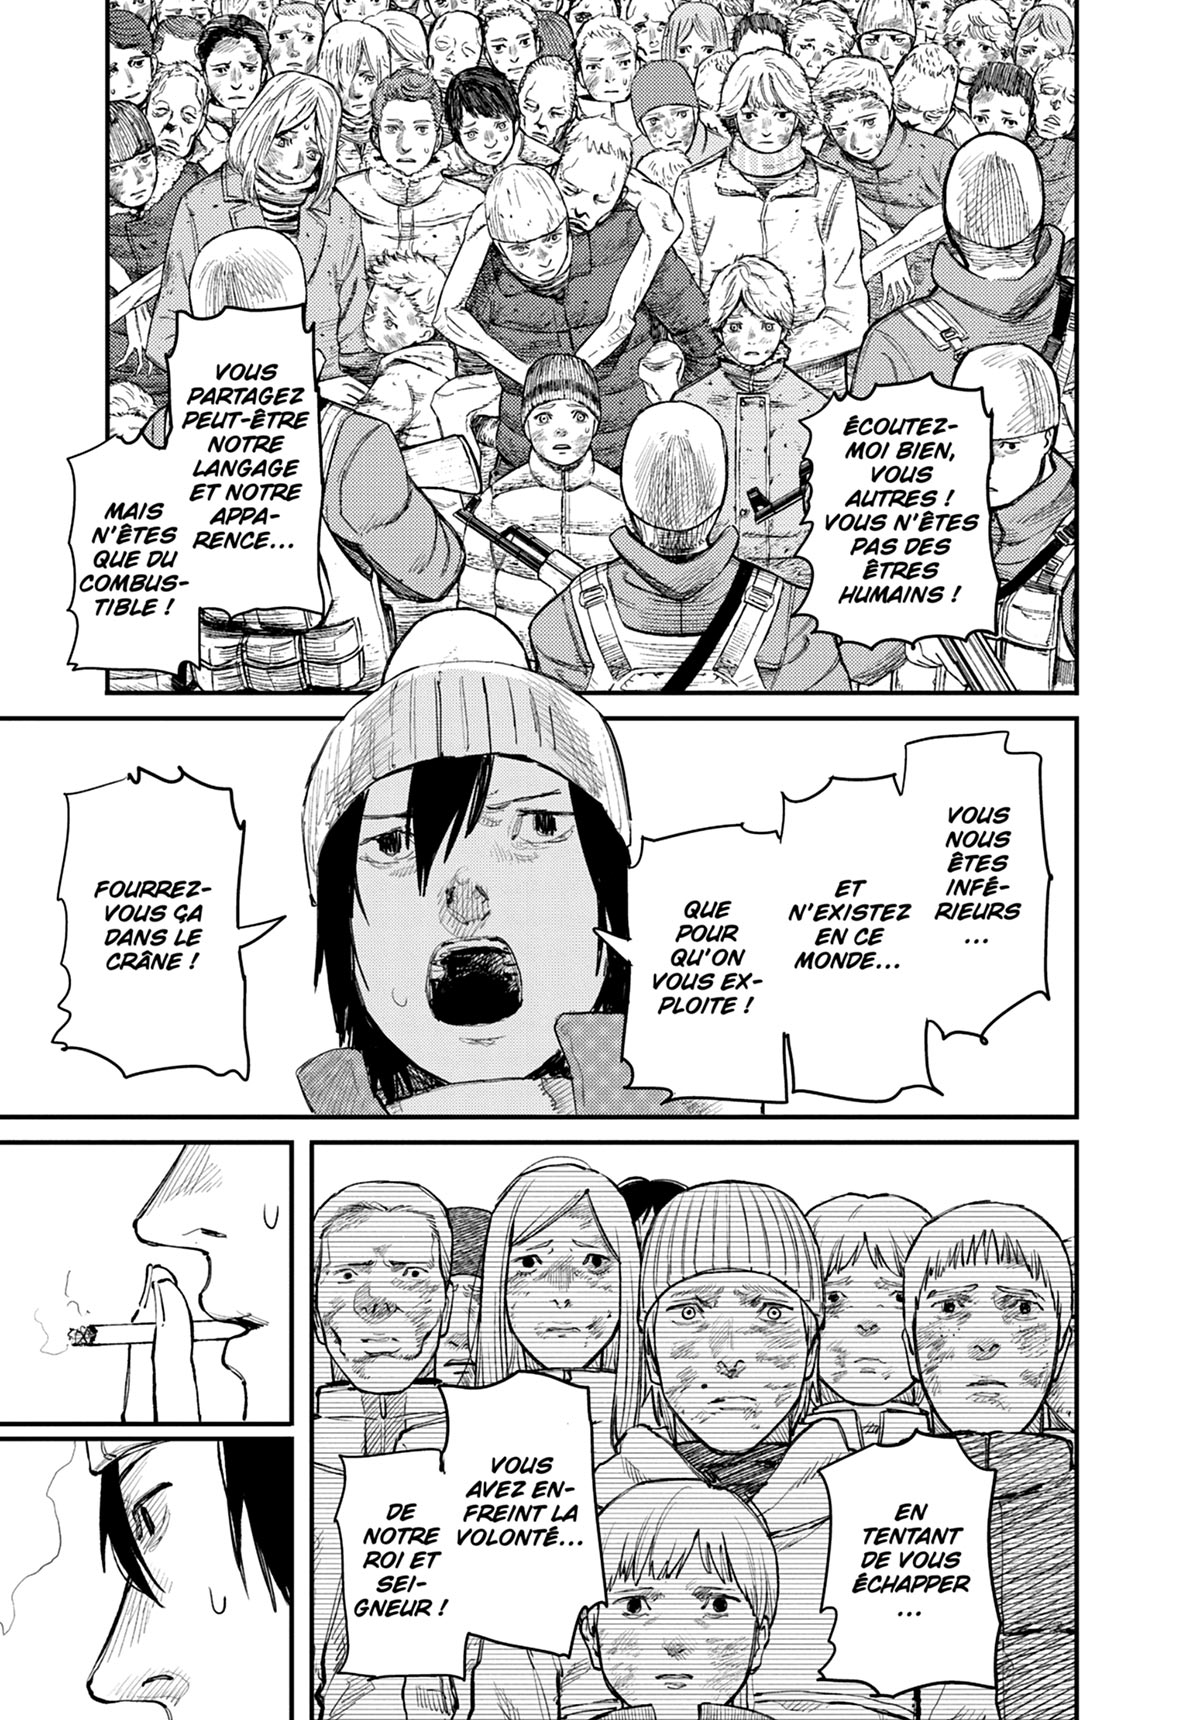 ÉCOUTEZ-
MOI BIEN,
VOUS
AUTRES !
VOUS N'ÊTES
PAS DES
ÊTRES
HUMAINS !
VOUS
PARTAGEZ
PEUT-ÊTRE
NOTRE
LANGAGE
ET NOTRE
APPA-
RENCE...
MAIS
N'ÊTES
QUE DU
COMBUS-
TIBLE !
VOUS
NOUS
ÊTES
INFÉ-
RIEURS
...
ET
N'EXISTEZ
EN CE
MONDE...
QUE
POUR
QU'ON
VOUS EX-
PLOITE !
FOURREZ-
VOUS ÇA
DANS LE
CRÂNE !
EN
TENTANT
DE VOUS
ÉCHAPPER
...
VOUS
AVEZ EN-
FREINT LA
VOLONTÉ...
DE
NOTRE
ROI ET
SEI-
GNEUR !